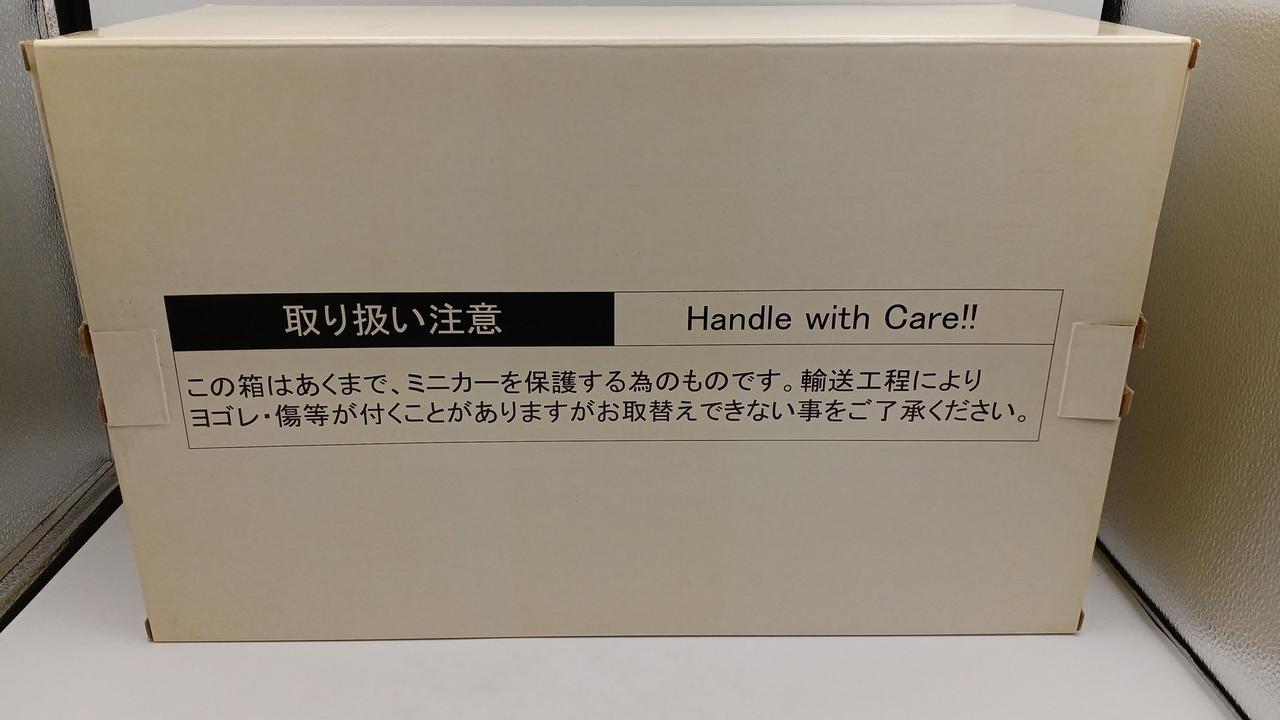 取り扱い注意
Handle with Care!!
この箱はあくまで、ミニカーを保護する為のものです。輸送工程により
ヨゴレ・傷等が付くことがありますがお取替えできない事をご了承ください。